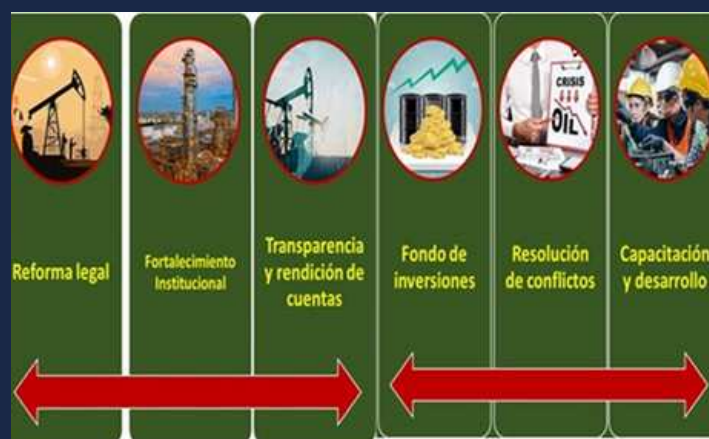 CRISIS
OIL
Reforma legal
Fortalecimiento
Institucional
Transparencia
y rendición de
cuentas
Fondo de
inversiones
Resolución
de conflictos
Capacitación
y desarrollo